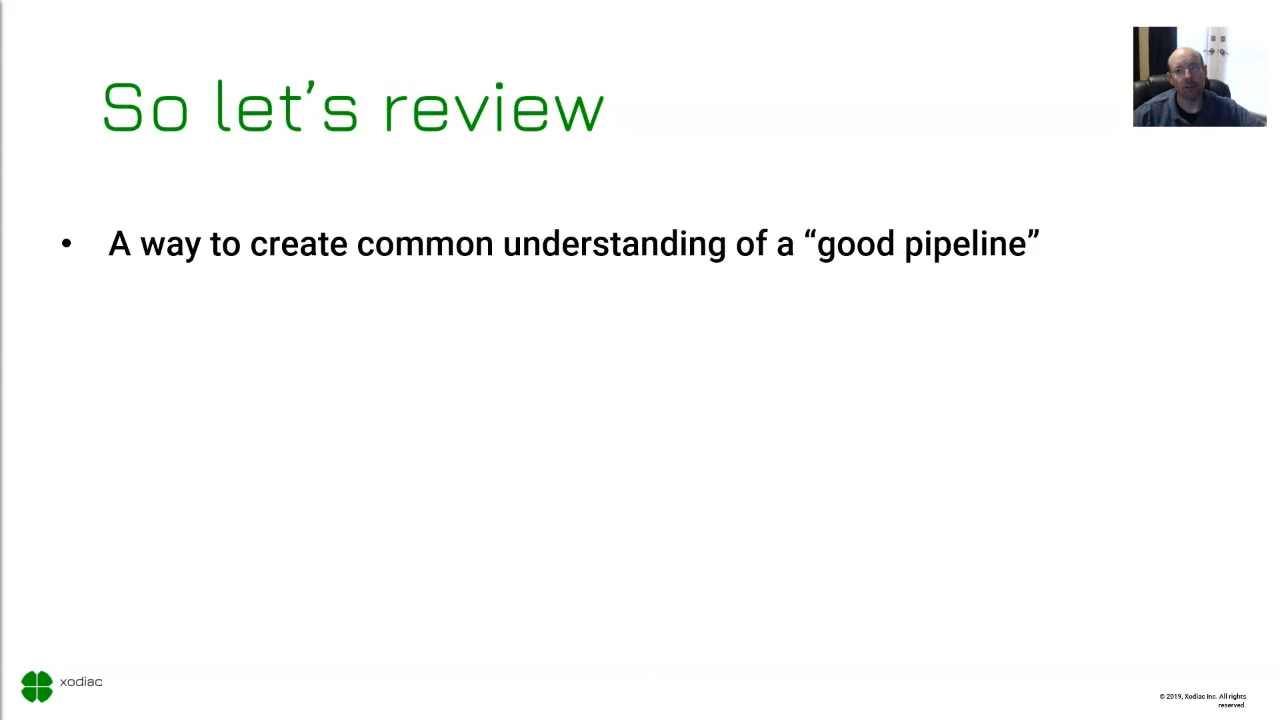 So let’s review
• A way to create common understanding of a “good pipeline”
xodiac
© 2019, Xodiac Inc. All rights
reserved.